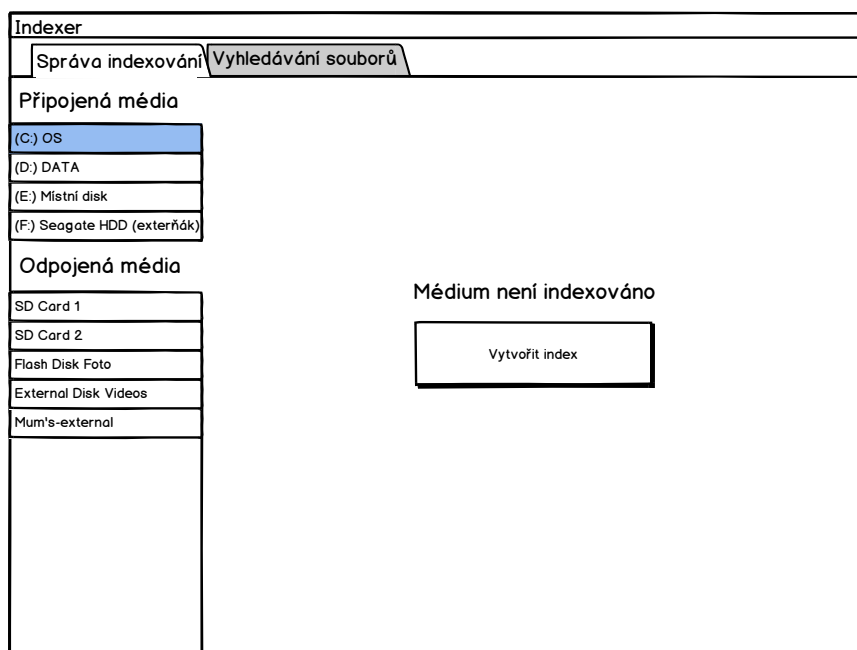 Indexer
Správa indexování
Vyhledávání souborů
Připojená média
(C:) OS
(D:) DATA
(E:) Místní disk
(F:) Seagate HDD (exterňák)
Odpojená média
SD Card 1
SD Card 2
Flash Disk Foto
External Disk Videos
Mum's-external
Médium není indexováno
Vytvořit index